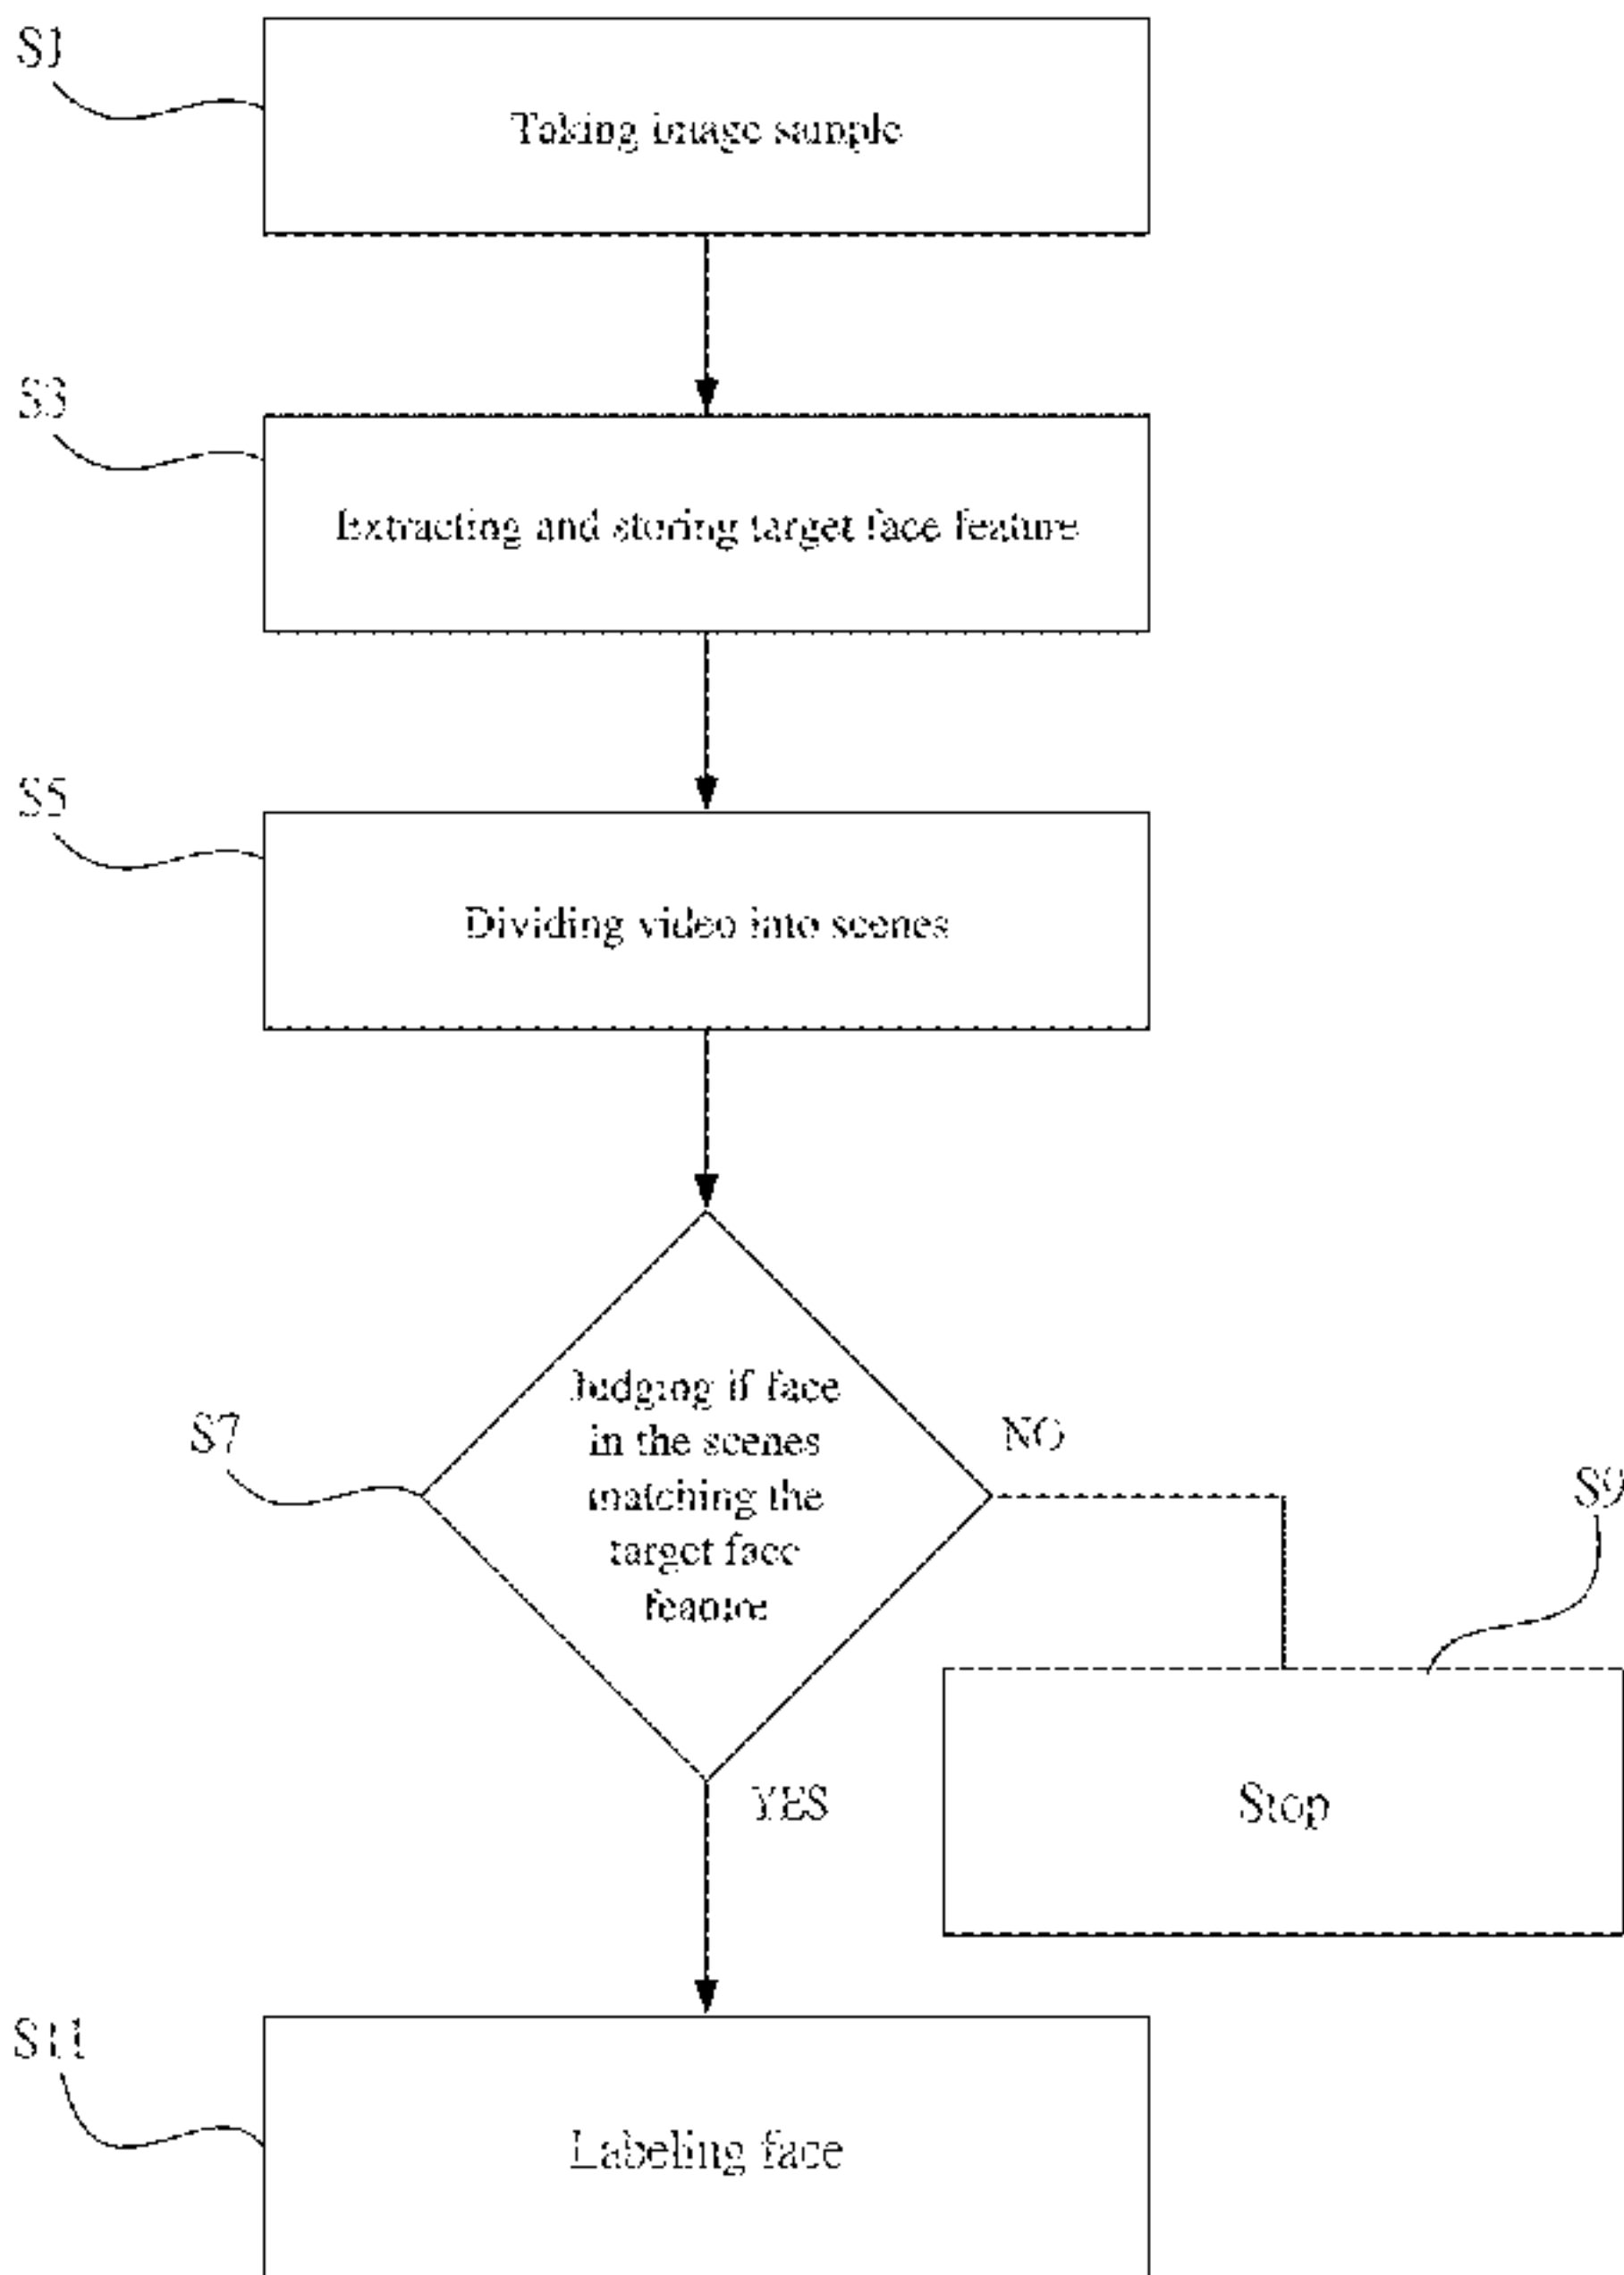 S1
Taking image sample
S3
Extracting and storing target face feature
S5
Dividing video into scenes
S7
Judging if face
in the scenes
matching the
target face
feature
NO
S9
Stop
YES
S11
Labeling face